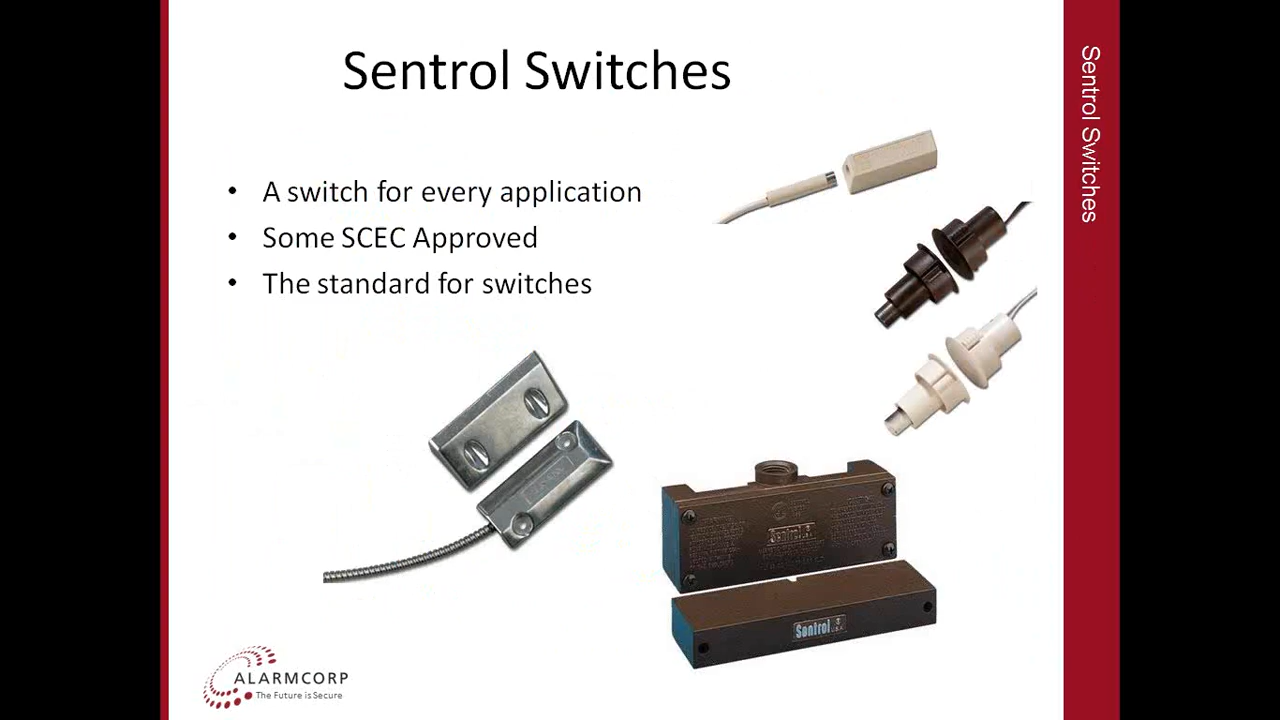 Sentrol Switches
Sentrol Switches
• A switch for every application
• Some SCEC Approved
• The standard for switches
Sentrol
Sentrol
U.S.A.
ALARMCORP
The Future is Secure